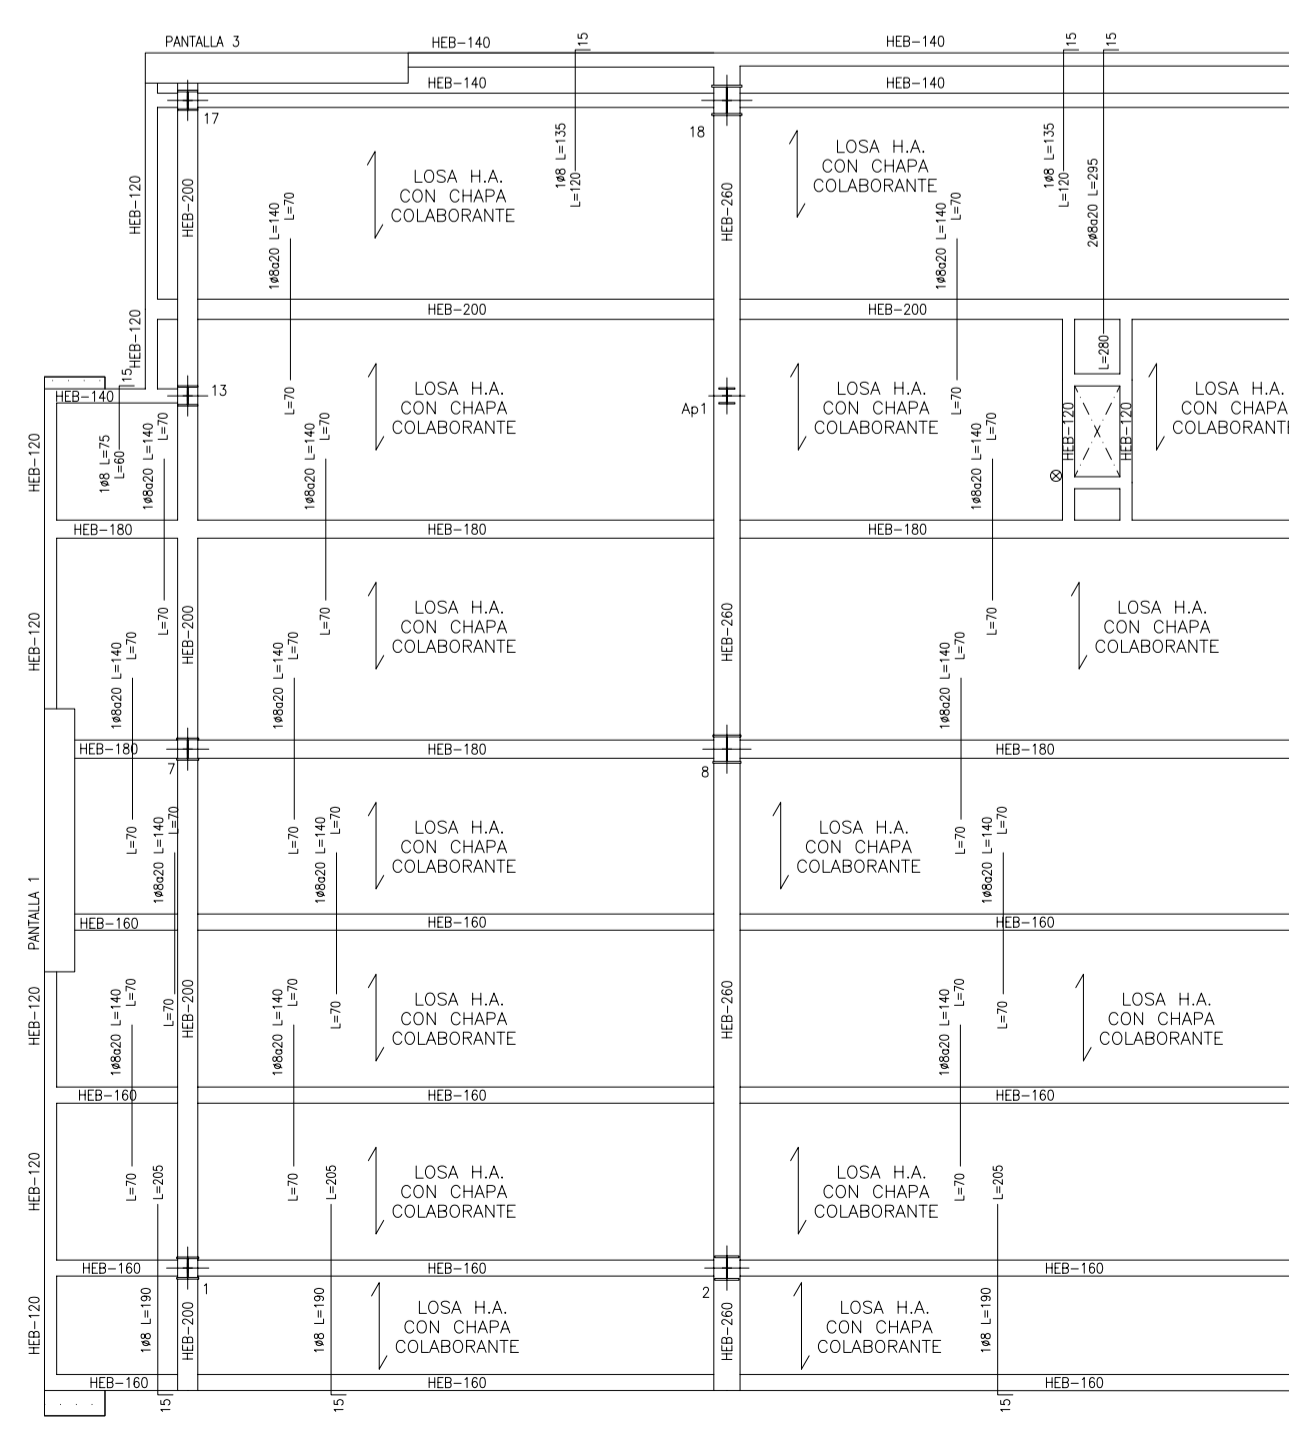 PANTALLA 3
HEB-140
15
HEB-140
15
15
HEB-140
HEB-140
17
18
LOSA H.A.
CON CHAPA
COLABORANTE
1ø8 L=135
L=120
LOSA H.A.
CON CHAPA
COLABORANTE
1ø8 L=135
L=120
2ø8a20 L=295
L=280
HEB-120
HEB-200
1ø8a20 L=140
L=70
L=70
HEB-260
1ø8a20 L=140
L=70
L=70
HEB-200
HEB-200
HEB-120
15
HEB-140
13
Ap1
LOSA H.A.
CON CHAPA
COLABORANTE
LOSA H.A.
CON CHAPA
COLABORANTE
LOSA H.A.
CON CHAPA
COLABORANTE
HEB-120
HEB-120
HEB-120
1ø8 L=75
L=60
1ø8a20 L=140
L=70
L=70
1ø8a20 L=140
L=70
L=70
1ø8a20 L=140
L=70
L=70
HEB-180
HEB-180
HEB-180
HEB-120
HEB-200
HEB-260
LOSA H.A.
CON CHAPA
COLABORANTE
LOSA H.A.
CON CHAPA
COLABORANTE
1ø8a20 L=140
L=70
L=70
1ø8a20 L=140
L=70
L=70
1ø8a20 L=140
L=70
L=70
HEB-180
HEB-180
HEB-180
7
8
LOSA H.A.
CON CHAPA
COLABORANTE
LOSA H.A.
CON CHAPA
COLABORANTE
1ø8a20 L=140
L=70
L=70
1ø8a20 L=140
L=70
L=70
1ø8a20 L=140
L=70
L=70
PANTALLA 1
HEB-160
HEB-160
HEB-160
HEB-120
HEB-200
HEB-260
LOSA H.A.
CON CHAPA
COLABORANTE
LOSA H.A.
CON CHAPA
COLABORANTE
1ø8a20 L=140
L=70
L=70
1ø8a20 L=140
L=70
L=70
1ø8a20 L=140
L=70
L=70
HEB-160
HEB-160
HEB-160
HEB-120
LOSA H.A.
CON CHAPA
COLABORANTE
LOSA H.A.
CON CHAPA
COLABORANTE
L=205
L=205
L=205
HEB-160
HEB-160
HEB-160
1
2
HEB-120
1ø8 L=190
HEB-200
1ø8 L=190
LOSA H.A.
CON CHAPA
COLABORANTE
HEB-260
LOSA H.A.
CON CHAPA
COLABORANTE
1ø8 L=190
HEB-160
HEB-160
HEB-160
15
15
15